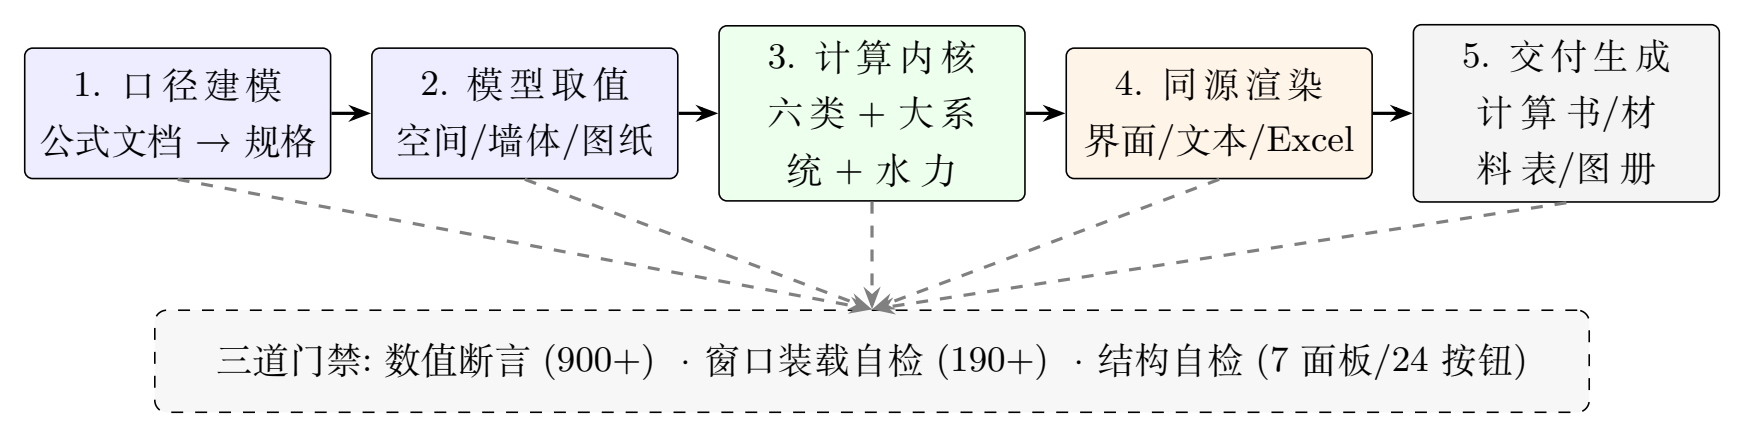 1. 口径建模
公式文档 → 规格
2. 模型取值
空间/墙体/图纸
3. 计算内核
六类 + 大系
统 + 水力
4. 同源渲染
界面/文本/Excel
5. 交付生成
计算书/材
料表/图册
三道门禁: 数值断言 (900+) · 窗口装载自检 (190+) · 结构自检 (7 面板/24 按钮)